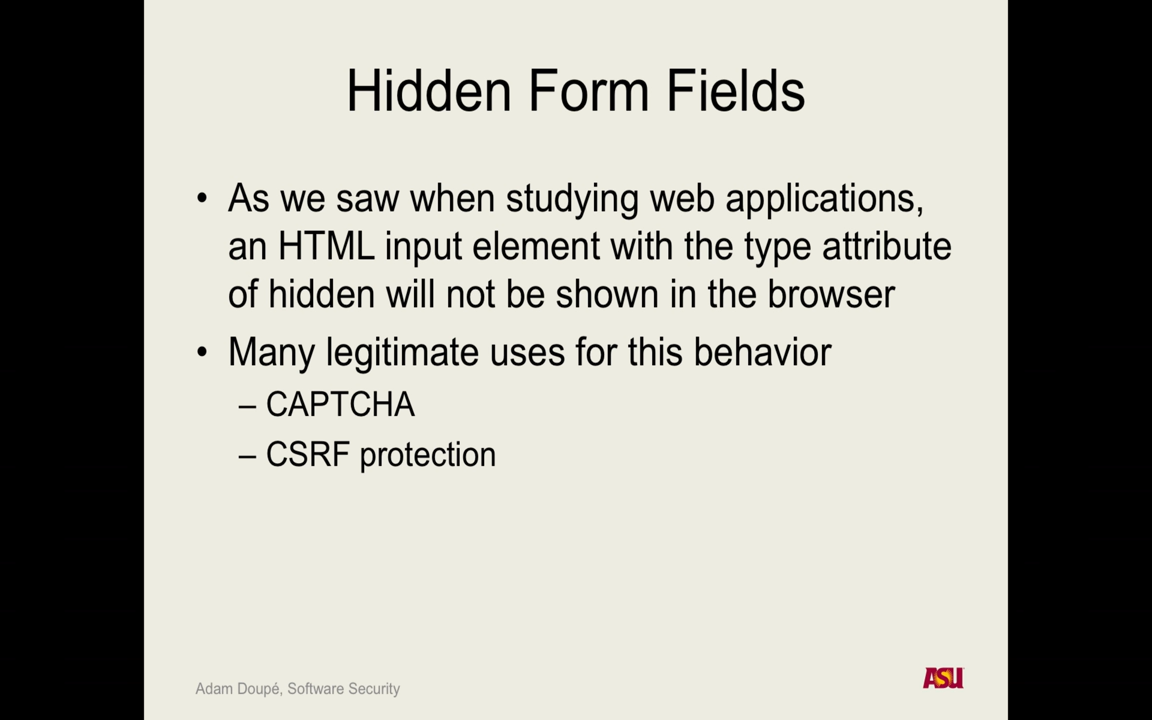 Hidden Form Fields
• As we saw when studying web applications,
an HTML input element with the type attribute
of hidden will not be shown in the browser
• Many legitimate uses for this behavior
– CAPTCHA
– CSRF protection
Adam Doupé, Software Security
ASU